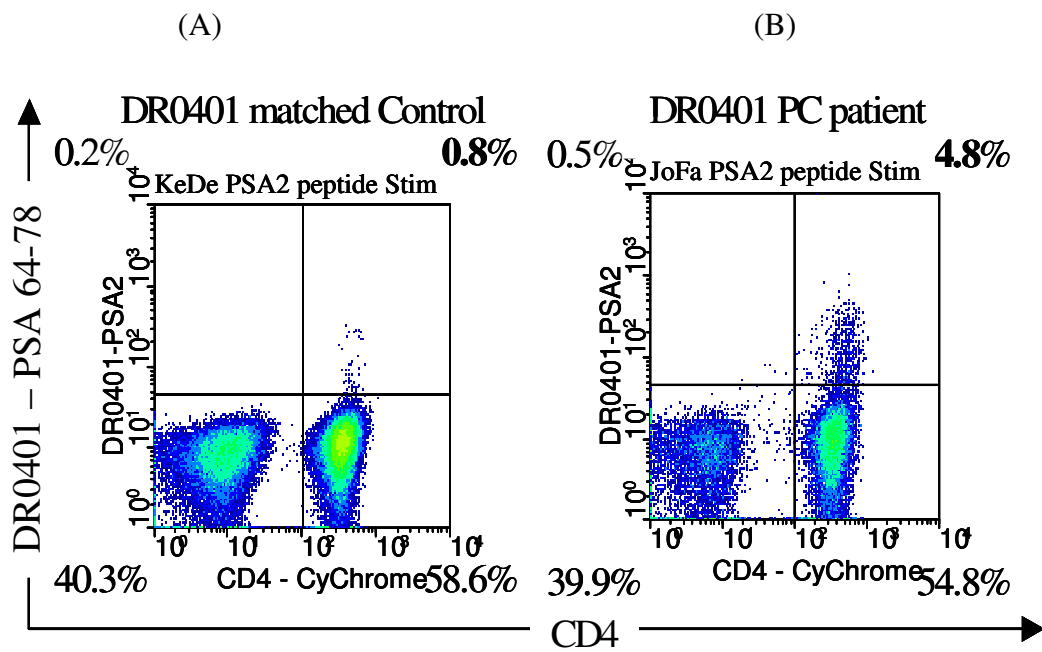 (A)
(B)
DR0401 matched Control
DR0401 PC patient
0.2%
0.8%
0.5%
4.8%
KeDe PSA2 peptide Stim
JoFa PSA2 peptide Stim
DR0401 – PSA 64-78
DR0401-PSA2
10⁴
10³
10²
10¹
10⁰
10⁰ 10¹ 10² 10³ 10⁴
CD4 - CyChrome
40.3%
58.6%
DR0401-PSA2
10⁴
10³
10²
10¹
10⁰
10⁰ 10¹ 10² 10³ 10⁴
CD4 - CyChrome
39.9%
54.8%
CD4